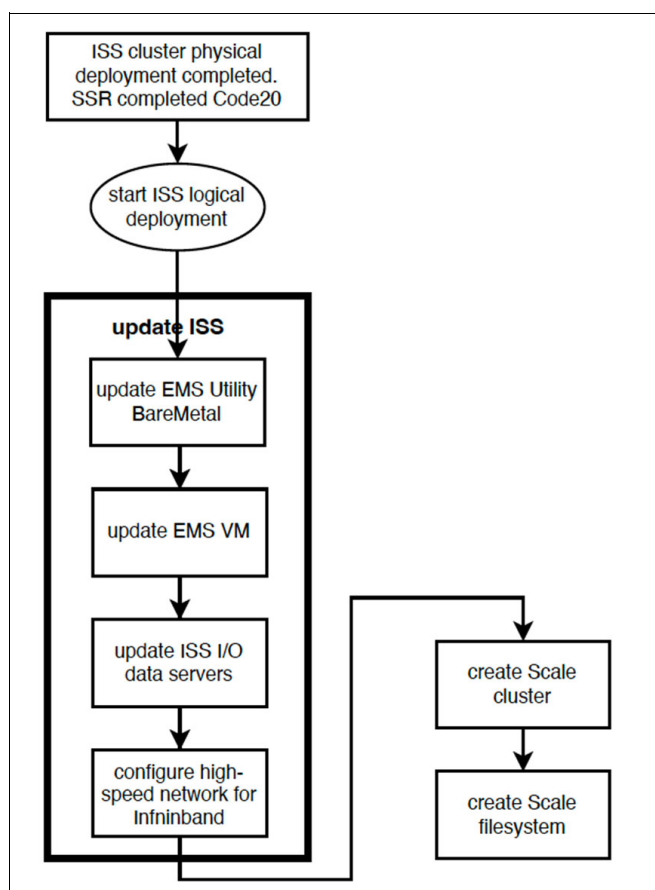 ISS cluster physical
deployment completed.
SSR completed Code20
start ISS logical
deployment
update ISS
update EMS Utility
BareMetal
update EMS VM
update ISS I/O
data servers
configure high-
speed network for
Infninband
create Scale
cluster
create Scale
filesystem